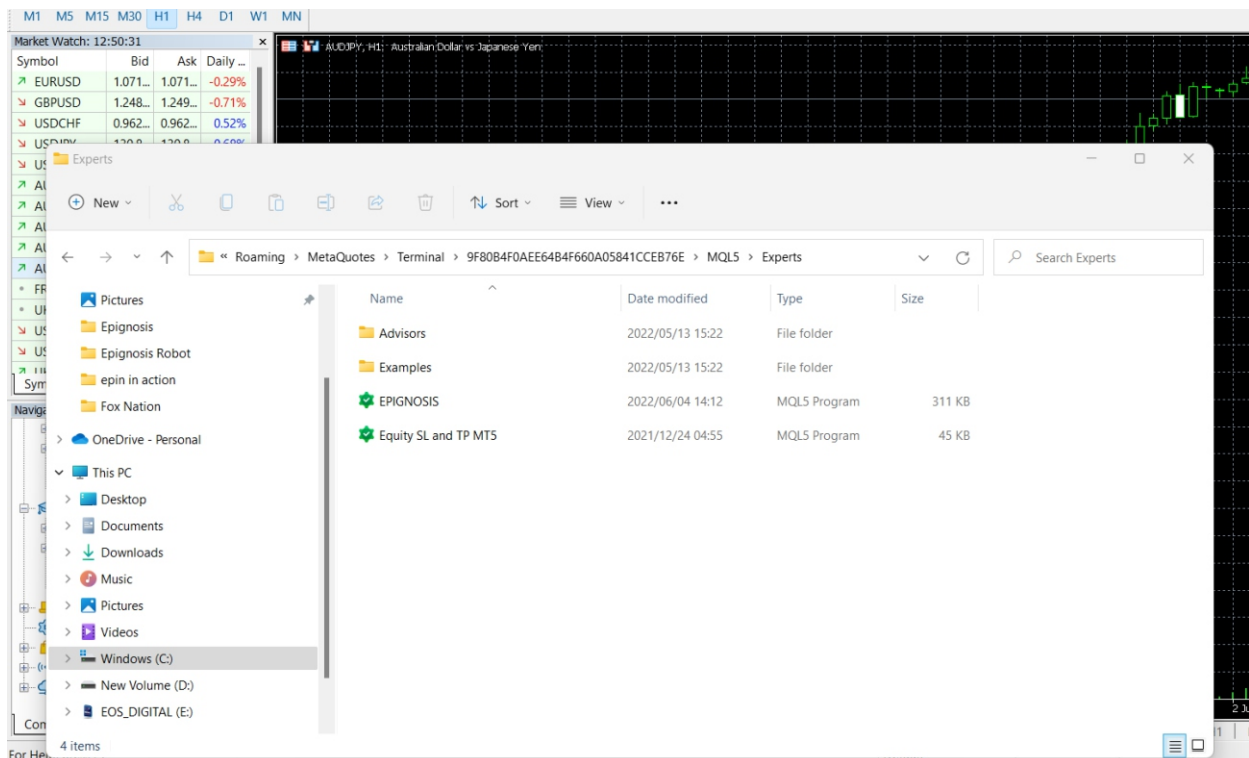 M1 M5 M15 M30 H1 H4 D1 W1 MN
Market Watch: 12:50:31
Symbol Bid Ask Daily ...
EURUSD 1.071... 1.071... -0.29%
GBPUSD 1.248... 1.249... -0.71%
USDCHF 0.962... 0.962... 0.52%
AUDJPY, H1: Australian Dollar vs Japanese Yen
Experts
New Sort View
« Roaming > MetaQuotes > Terminal > 9F80B4F0AEE64B4F660A05841CCEB76E > MQL5 > Experts
Search Experts
Pictures
Epignosis
Epignosis Robot
epin in action
Fox Nation
OneDrive - Personal
This PC
Desktop
Documents
Downloads
Music
Pictures
Videos
Windows (C:)
New Volume (D:)
EOS_DIGITAL (E:)
Name Date modified Type Size
Advisors 2022/05/13 15:22 File folder
Examples 2022/05/13 15:22 File folder
EPIGNOSIS 2022/06/04 14:12 MQL5 Program 311 KB
Equity SL and TP MT5 2021/12/24 04:55 MQL5 Program 45 KB
4 items